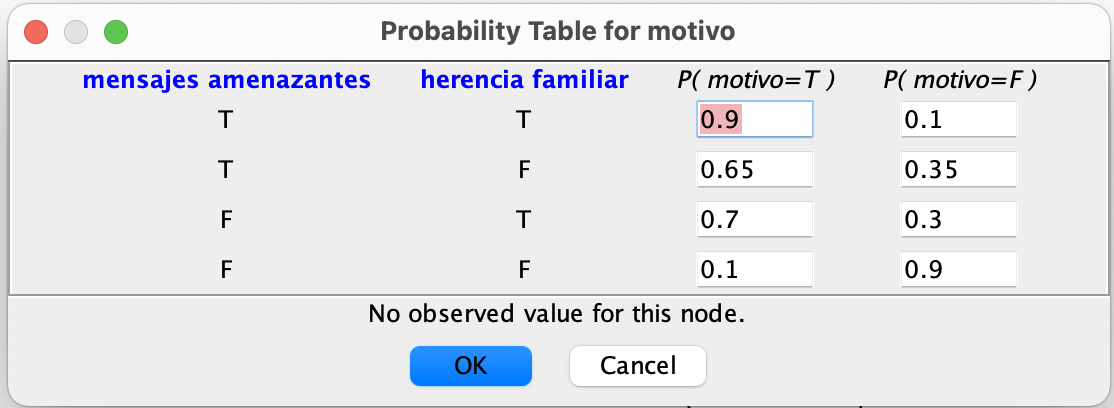 Probability Table for motivo
mensajes amenazantes herencia familiar P( motivo=T ) P( motivo=F )
T T 0.9 0.1
T F 0.65 0.35
F T 0.7 0.3
F F 0.1 0.9
No observed value for this node.
OK Cancel